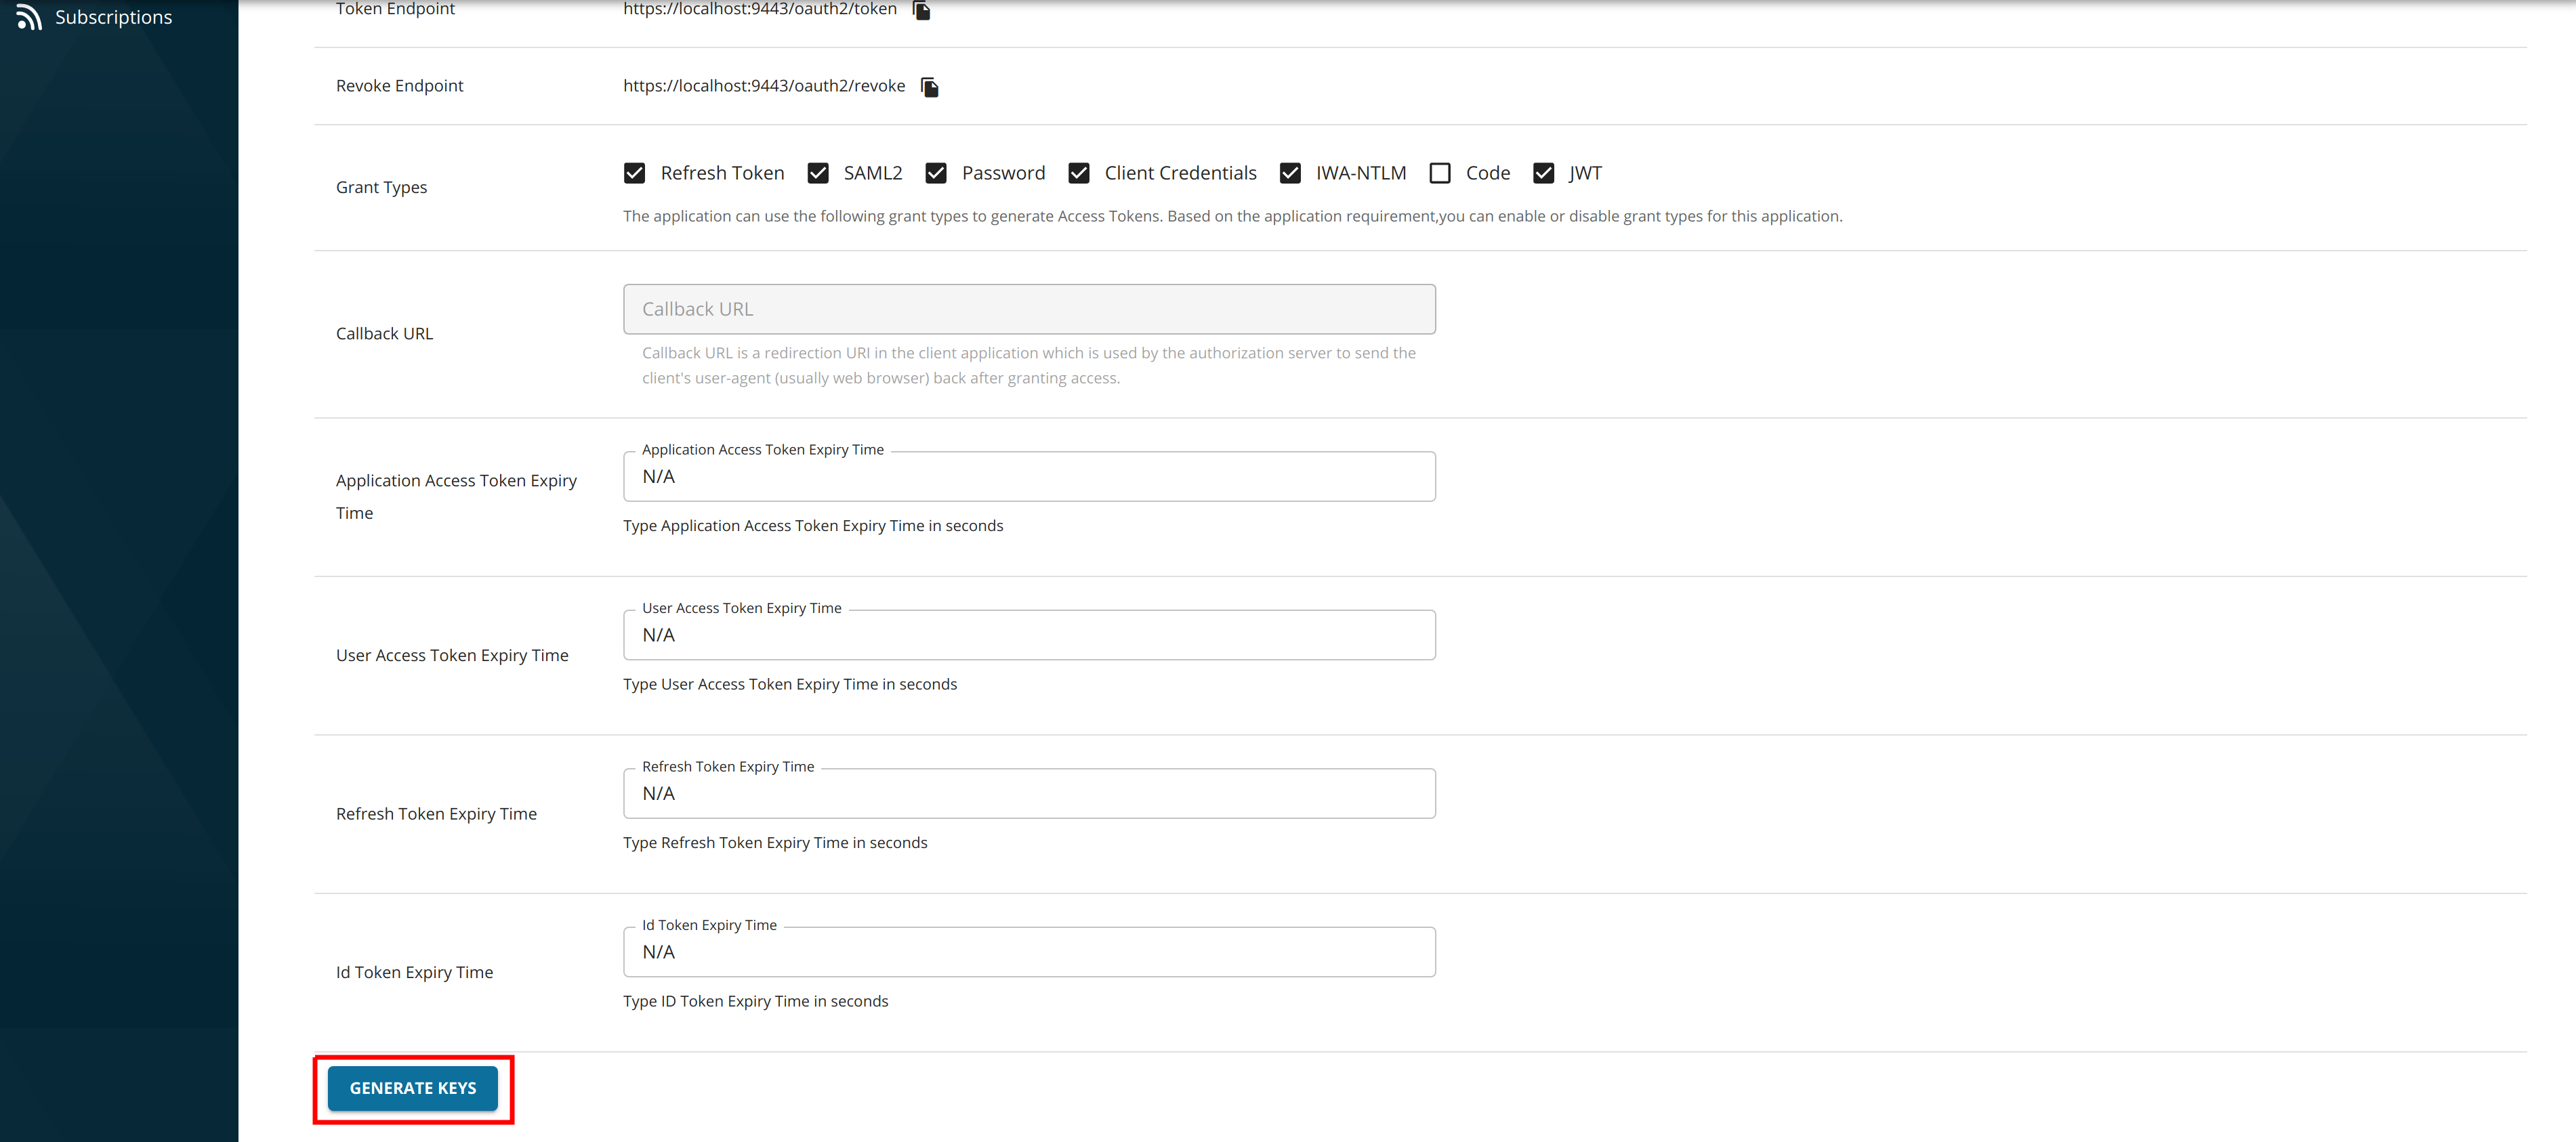 Subscriptions
Token Endpoint
https://localhost:9443/oauth2/token
Revoke Endpoint
https://localhost:9443/oauth2/revoke
Grant Types
Refresh Token SAML2 Password Client Credentials IWA-NTLM Code JWT
The application can use the following grant types to generate Access Tokens. Based on the application requirement,you can enable or disable grant types for this application.
Callback URL
Callback URL
Callback URL is a redirection URI in the client application which is used by the authorization server to send the
client's user-agent (usually web browser) back after granting access.
Application Access Token Expiry
Time
Application Access Token Expiry Time
N/A
Type Application Access Token Expiry Time in seconds
User Access Token Expiry Time
User Access Token Expiry Time
N/A
Type User Access Token Expiry Time in seconds
Refresh Token Expiry Time
Refresh Token Expiry Time
N/A
Type Refresh Token Expiry Time in seconds
Id Token Expiry Time
Id Token Expiry Time
N/A
Type ID Token Expiry Time in seconds
GENERATE KEYS